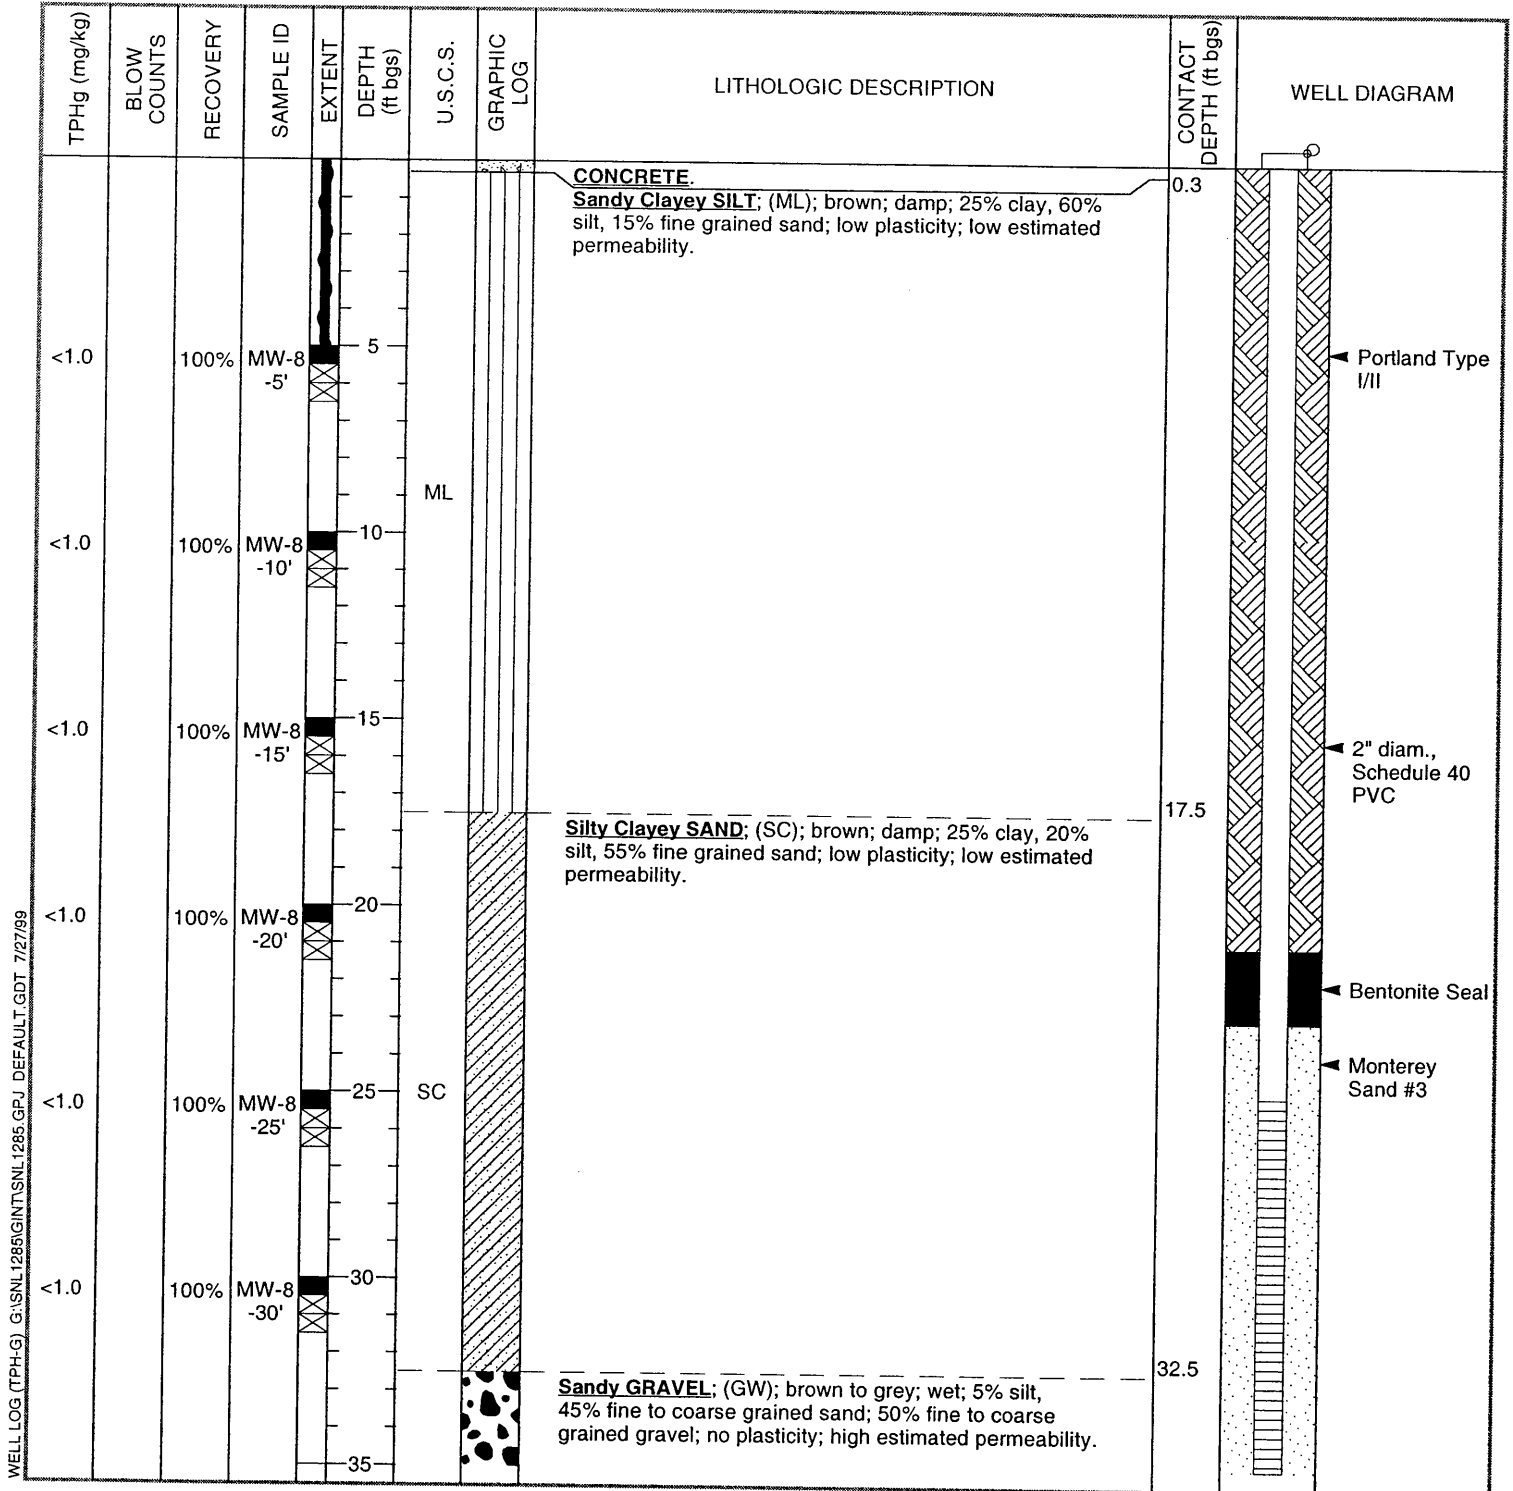 TPHg (mg/kg)
BLOW
COUNTS
RECOVERY
SAMPLE ID
EXTENT
DEPTH
(ft bgs)
U.S.C.S.
GRAPHIC
LOG
LITHOLOGIC DESCRIPTION
CONTACT
DEPTH (ft bgs)
WELL DIAGRAM
CONCRETE.
0.3
Sandy Clayey SILT; (ML); brown; damp; 25% clay, 60%
silt, 15% fine grained sand; low plasticity; low estimated
permeability.
<1.0
100%
MW-8
-5'
5
Portland Type
I/II
ML
<1.0
100%
MW-8
-10'
10
<1.0
100%
MW-8
-15'
15
2" diam.,
Schedule 40
PVC
17.5
Silty Clayey SAND; (SC); brown; damp; 25% clay, 20%
silt, 55% fine grained sand; low plasticity; low estimated
permeability.
<1.0
100%
MW-8
-20'
20
Bentonite Seal
Monterey
Sand #3
<1.0
100%
MW-8
-25'
25
SC
<1.0
100%
MW-8
-30'
30
32.5
Sandy GRAVEL; (GW); brown to grey; wet; 5% silt,
45% fine to coarse grained sand; 50% fine to coarse
grained gravel; no plasticity; high estimated permeability.
35
WELL LOG (TPH-G) G:\SNL1285\GINT\SNL1285.GPJ DEFAULT.GDT 7/27/99